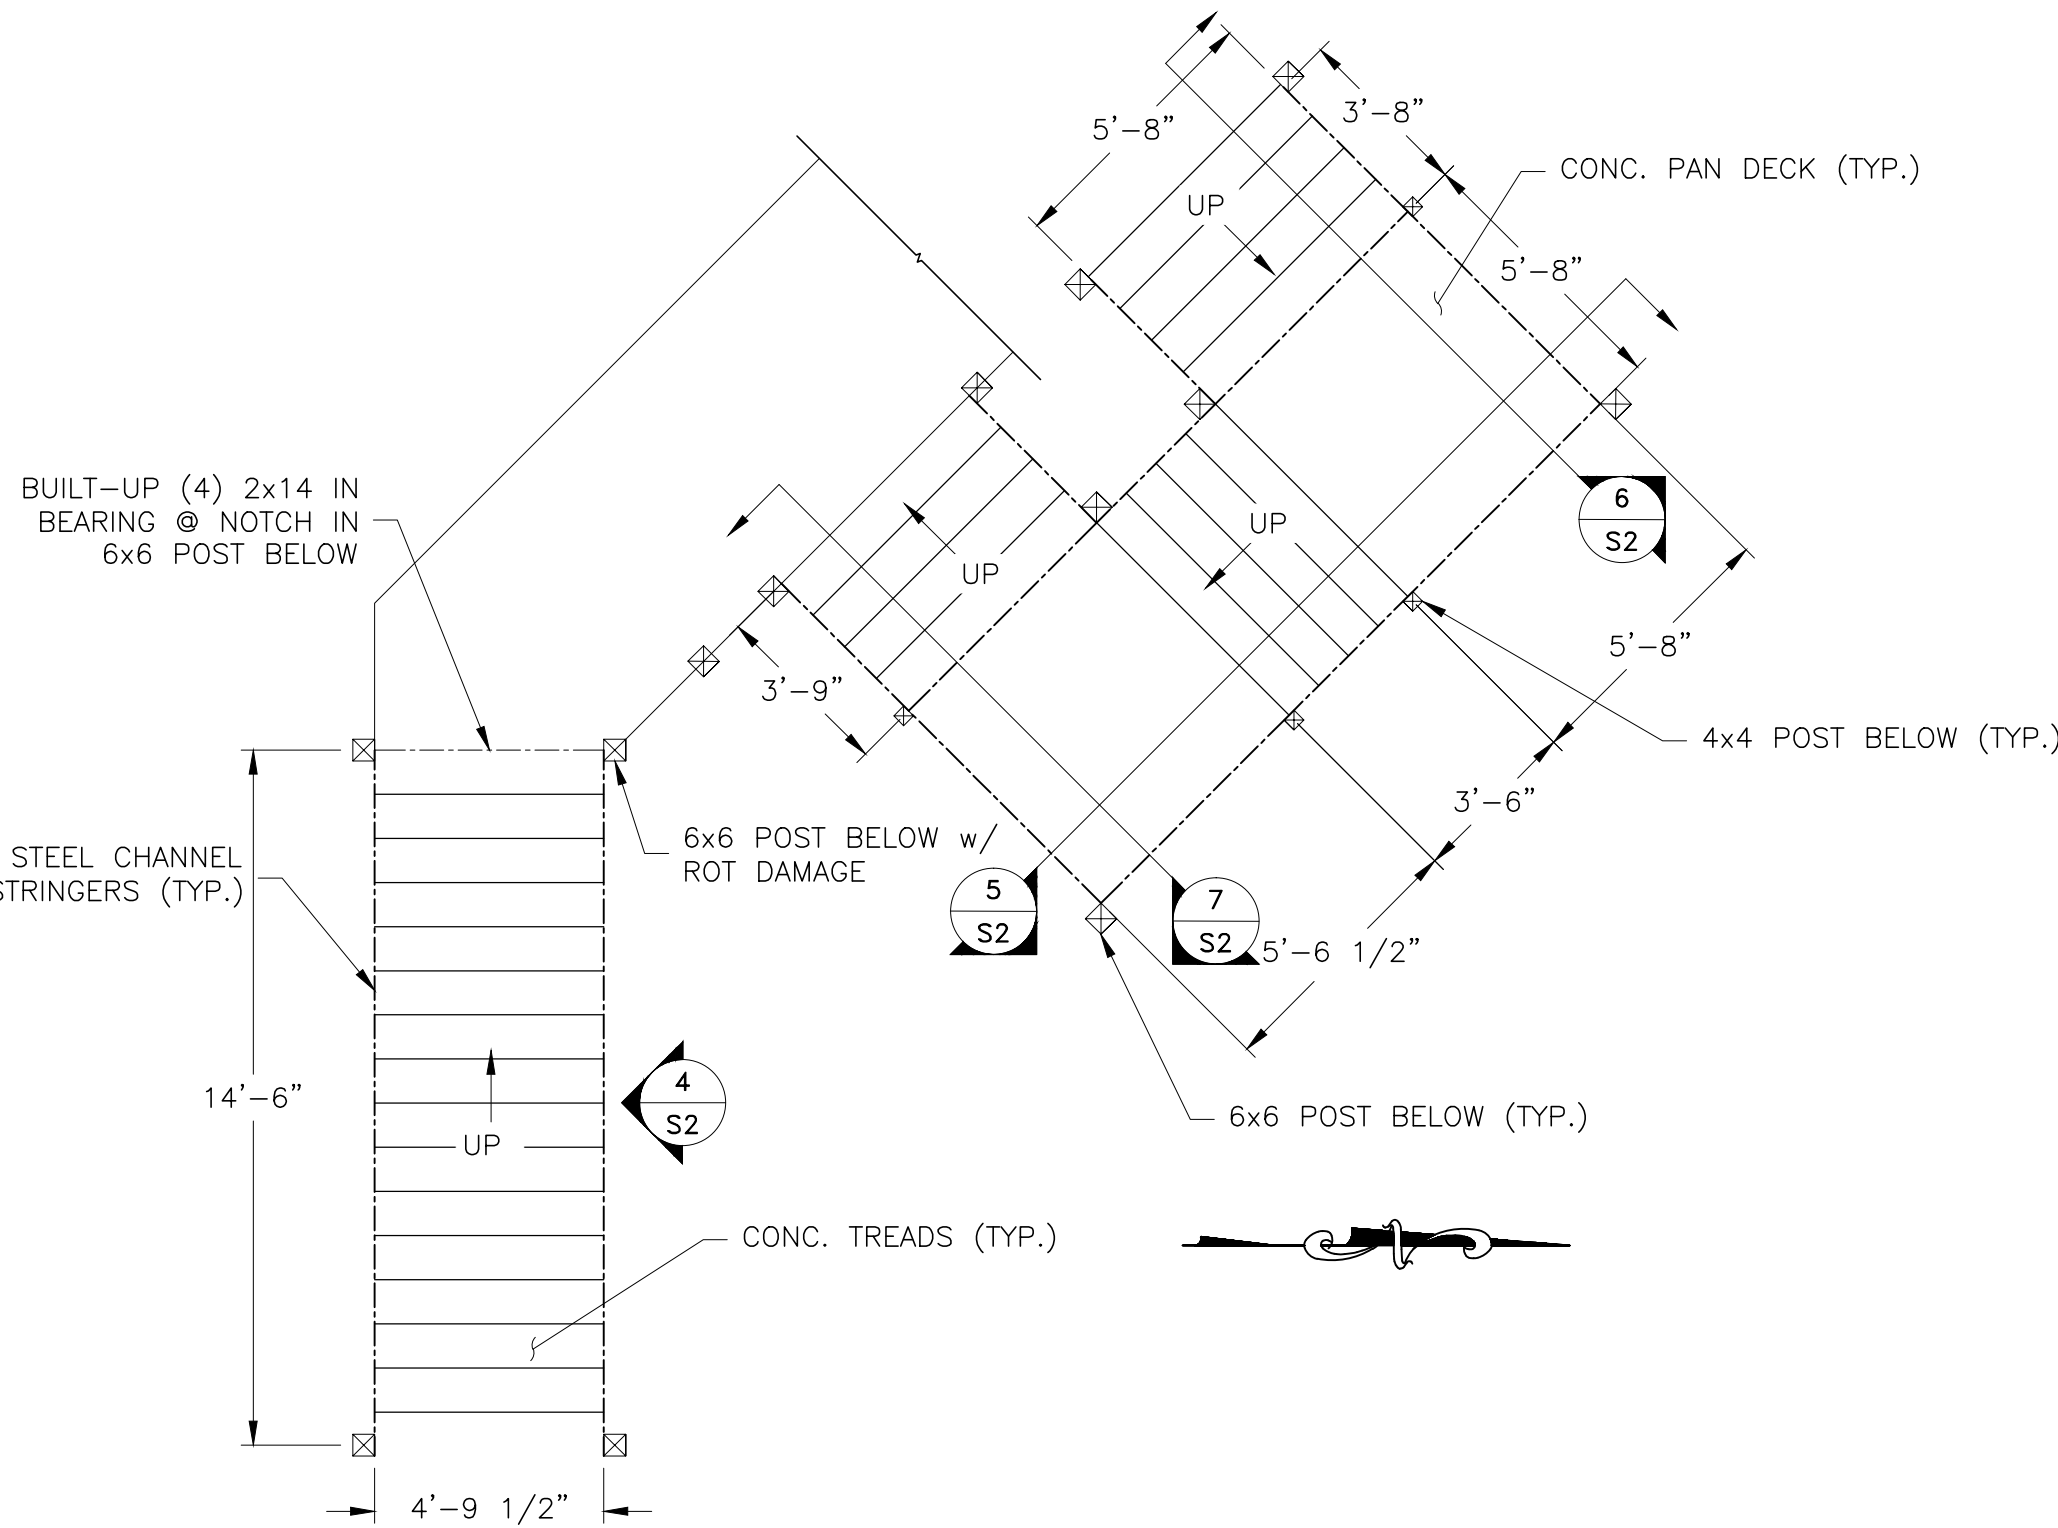 5’-8”
3’-8”
CONC. PAN DECK (TYP.)
UP
5’-8”
BUILT-UP (4) 2x14 IN
BEARING @ NOTCH IN
6x6 POST BELOW
6
S2
UP
UP
5’-8”
3’-9”
4x4 POST BELOW (TYP.)
3’-6”
6x6 POST BELOW w/
ROT DAMAGE
STEEL CHANNEL
STRINGERS (TYP.)
5
S2
7
S2
5’-6 1/2”
14’-6”
4
S2
UP
6x6 POST BELOW (TYP.)
CONC. TREADS (TYP.)
4’-9 1/2”